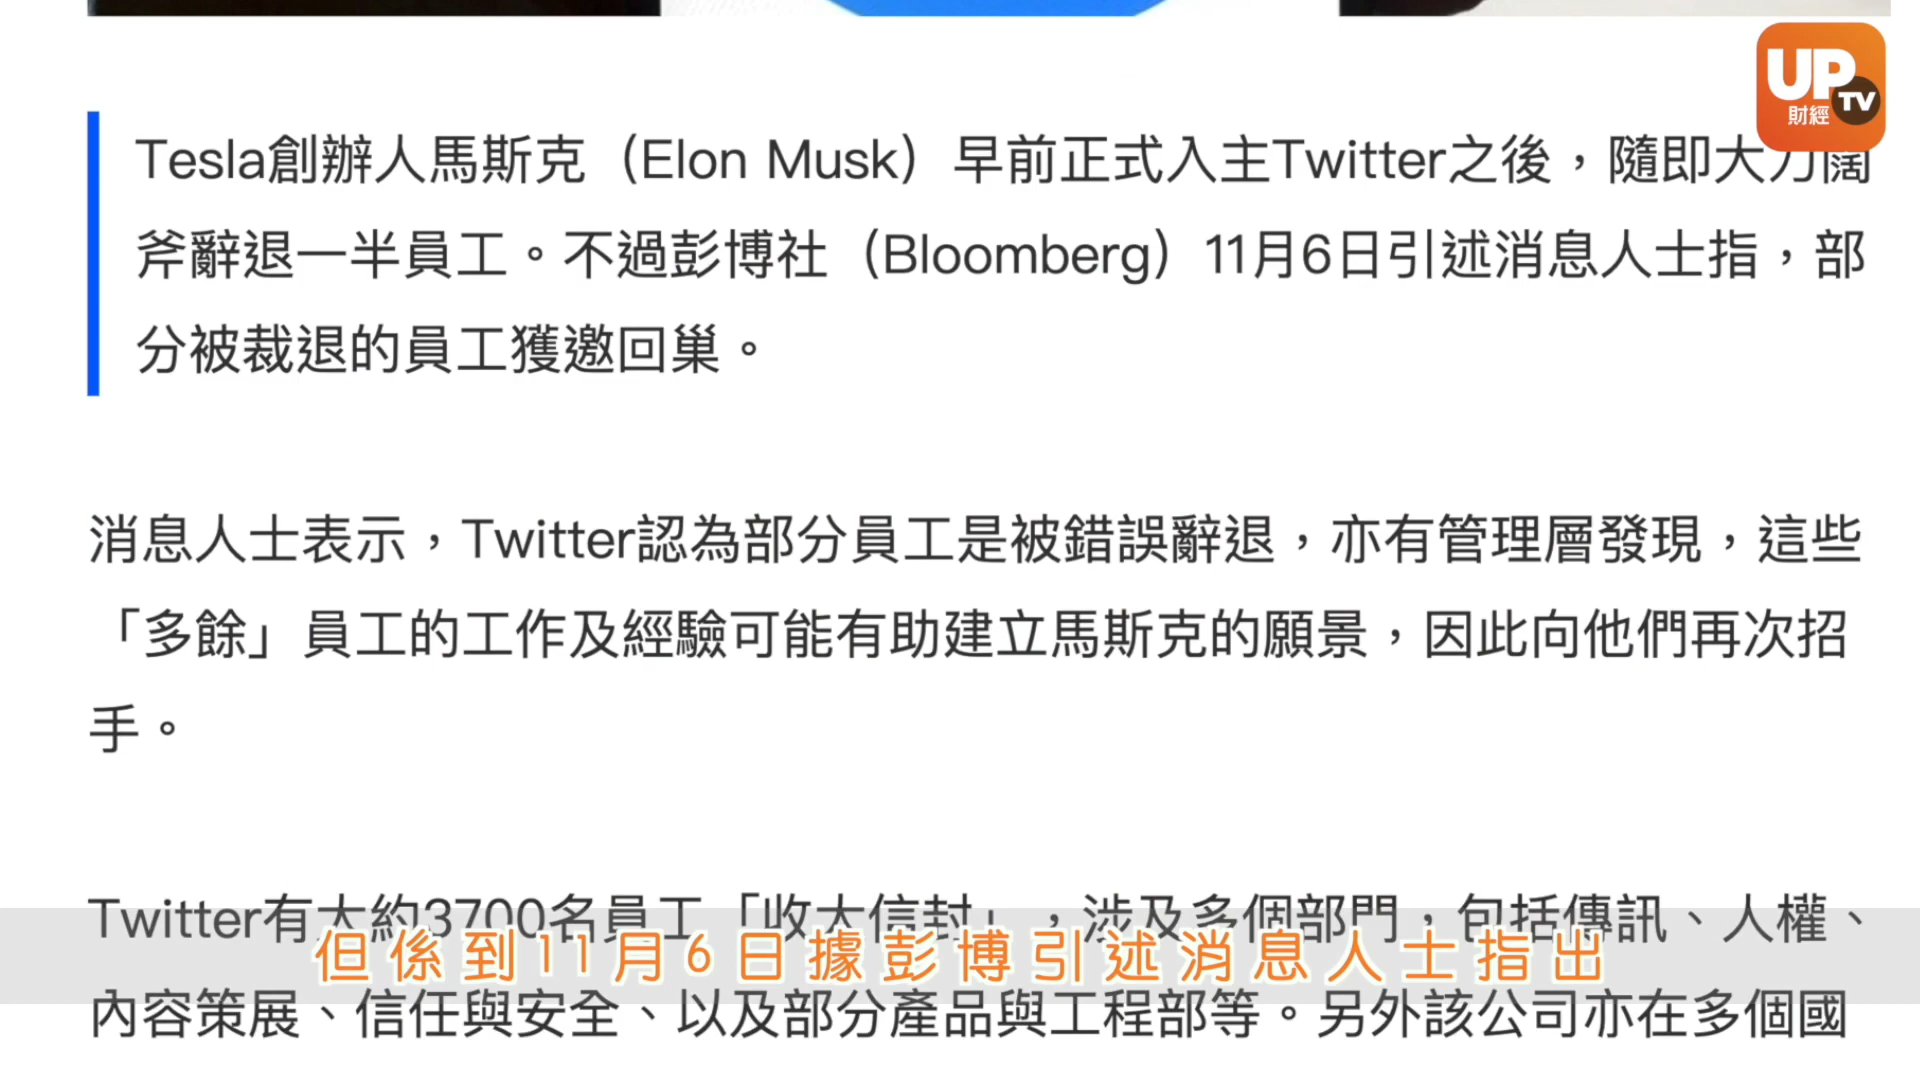 UP
TV
財經
Tesla創辦人馬斯克（Elon Musk）早前正式入主Twitter之後，隨即大刀闊
斧辭退一半員工。不過彭博社（Bloomberg）11月6日引述消息人士指，部
分被裁退的員工獲邀回巢。
消息人士表示，Twitter認為部分員工是被錯誤辭退，亦有管理層發現，這些
「多餘」員工的工作及經驗可能有助建立馬斯克的願景，因此向他們再次招
手。
Twitter有大約3700名員工「收大信封」，涉及多個部門，包括傳訊、人權、
但係到11月6日據彭博引述消息人士指出
內容策展、信任與安全、以及部分產品與工程部等。另外該公司亦在多個國